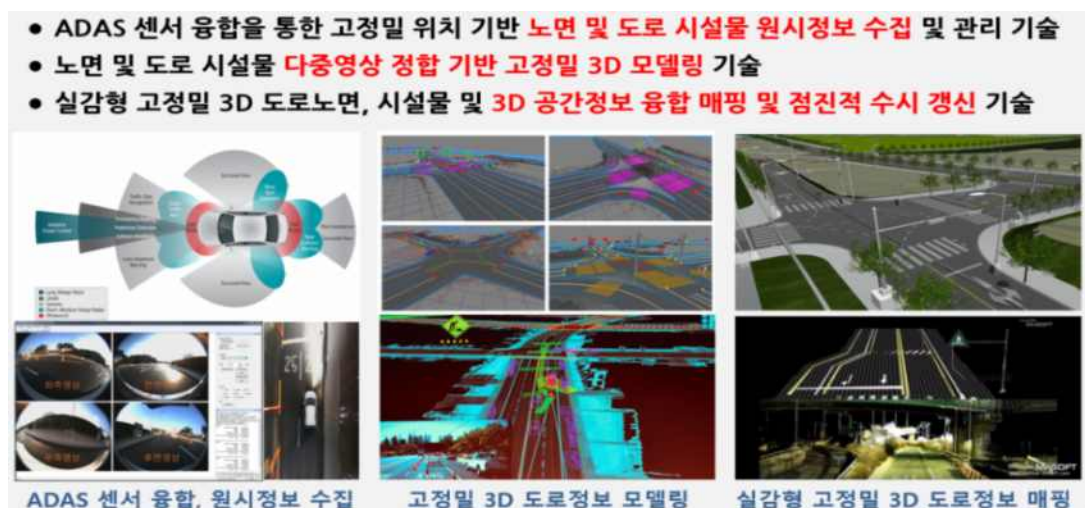 ● ADAS 센서 융합을 통한 고정밀 위치 기반 노면 및 도로 시설물 원시정보 수집 및 관리 기술
● 노면 및 도로 시설물 다중영상 정합 기반 고정밀 3D 모델링 기술
● 실감형 고정밀 3D 도로노면, 시설물 및 3D 공간정보 융합 매핑 및 점진적 수시 갱신 기술
Surround View
ADAS 센서 융합, 원시정보 수집
고정밀 3D 도로정보 모델링
실감형 고정밀 3D 도로정보 매핑